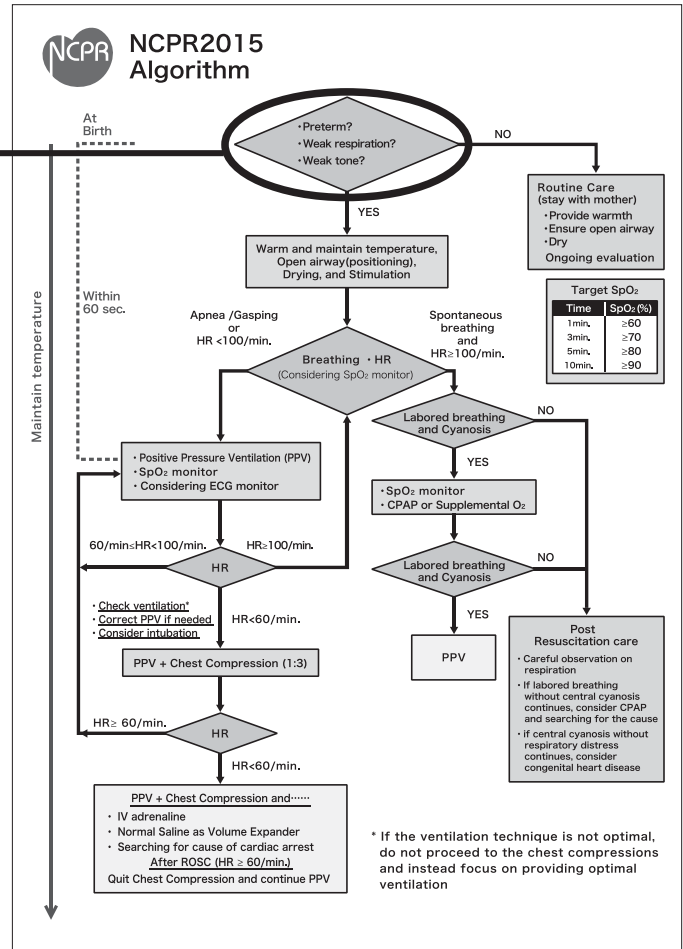 NCPR
NCPR2015
Algorithm
At
Birth
・Preterm?
・Weak respiration?
・Weak tone?
NO
YES
Routine Care
(stay with mother)
・Provide warmth
・Ensure open airway
・Dry
Ongoing evaluation
Warm and maintain temperature,
Open airway(positioning),
Drying, and Stimulation
Target SpO₂
Time SpO₂(%)
1min. ≥60
3min. ≥70
5min. ≥80
10min. ≥90
Maintain temperature
Within
60 sec.
Apnea /Gasping
or
HR <100/min.
Spontaneous
breathing
and
HR≥100/min.
Breathing ・HR
(Considering SpO₂ monitor)
Labored breathing
and Cyanosis
NO
YES
・Positive Pressure Ventilation (PPV)
・SpO₂ monitor
・Considering ECG monitor
・SpO₂ monitor
・CPAP or Supplemental O₂
60/min≤HR<100/min.
HR≥100/min.
HR
Labored breathing
and Cyanosis
NO
YES
・Check ventilation*
・Correct PPV if needed
・Consider intubation
HR<60/min.
PPV
Post
Resuscitation care
・Careful observation on
respiration
・If labored breathing
without central cyanosis
continues, consider CPAP
and searching for the cause
・if central cyanosis without
respiratory distress
continues, consider
congenital heart disease
PPV + Chest Compression (1:3)
HR≥ 60/min.
HR
HR<60/min.
PPV + Chest Compression and……
・ IV adrenaline
・ Normal Saline as Volume Expander
・ Searching for cause of cardiac arrest
After ROSC (HR ≥ 60/min.)
Quit Chest Compression and continue PPV
* If the ventilation technique is not optimal,
do not proceed to the chest compressions
and instead focus on providing optimal
ventilation